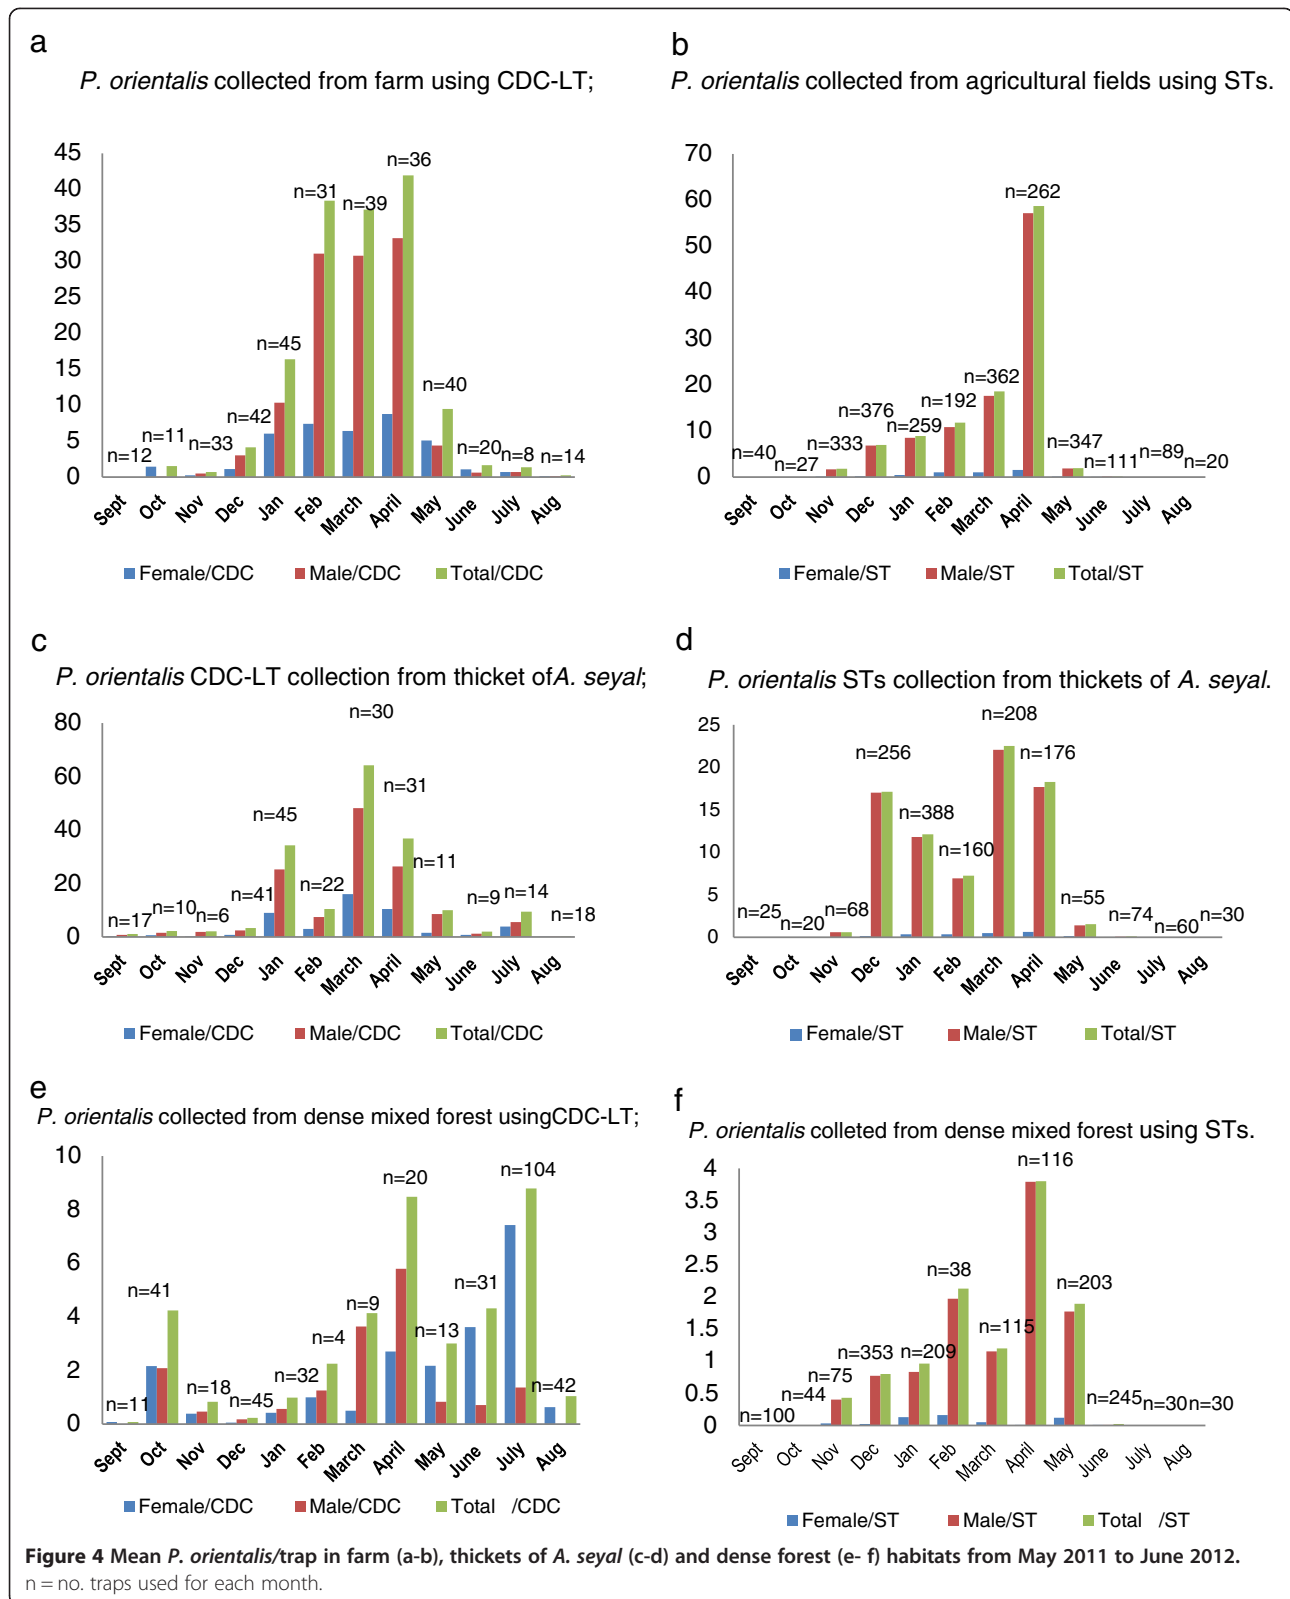 a
P. orientalis collected from farm using CDC-LT;
45
40
35
30
25
20
15
10
5
0
n=12
n=11
n=33
n=42
n=45
n=31
n=39
n=36
n=40
n=20
n=8
n=14
Sept
Oct
Nov
Dec
Jan
Feb
March
April
May
June
July
Aug
Female/CDC Male/CDC Total/CDC
b
P. orientalis collected from agricultural fields using STs.
70
60
50
40
30
20
10
0
n=40
n=27
n=333
n=376
n=259
n=192
n=362
n=262
n=347
n=111
n=89
n=20
Sept
Oct
Nov
Dec
Jan
Feb
March
April
May
June
July
Aug
Female/ST Male/ST Total/ST
c
P. orientalis CDC-LT collection from thicket ofA. seyal;
80
60
40
20
0
n=17
n=10
n=6
n=41
n=45
n=22
n=30
n=31
n=11
n=9
n=14
n=18
Sept
Oct
Nov
Dec
Jan
Feb
March
April
May
June
July
Aug
Female/CDC Male/CDC Total/CDC
d
P. orientalis STs collection from thickets of A. seyal.
25
20
15
10
5
0
n=25
n=20
n=68
n=256
n=388
n=160
n=208
n=176
n=55
n=74
n=60
n=30
Sept
Oct
Nov
Dec
Jan
Feb
March
April
May
June
July
Aug
Female/ST Male/ST Total/ST
e
P. orientalis collected from dense mixed forest usingCDC-LT;
10
8
6
4
2
0
n=11
n=41
n=18
n=45
n=32
n=4
n=9
n=20
n=13
n=31
n=104
n=42
Sept
Oct
Nov
Dec
Jan
Feb
March
April
May
June
July
Aug
Female/CDC Male/CDC Total /CDC
f
P. orientalis colleted from dense mixed forest using STs.
4
3.5
3
2.5
2
1.5
1
0.5
0
n=100
n=44
n=75
n=353
n=209
n=38
n=115
n=116
n=203
n=245
n=30
n=30
Sept
Oct
Nov
Dec
Jan
Feb
March
April
May
June
July
Aug
Female/ST Male/ST Total /ST
Figure 4 Mean P. orientalis/trap in farm (a-b), thickets of A. seyal (c-d) and dense forest (e- f) habitats from May 2011 to June 2012.
n = no. traps used for each month.